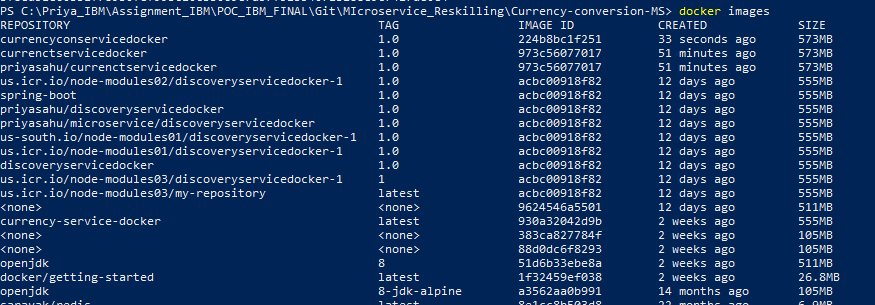 PS C:\Priya_IBM\Assignment_IBM\POC_IBM_FINAL\Git\MIcroservice_Reskilling\Currency-conversion-MS> docker images
REPOSITORY TAG IMAGE ID CREATED SIZE
currencyconservicedocker 1.0 224b8bc1f251 33 seconds ago 573MB
currenctservicedocker 1.0 973c56077017 51 minutes ago 573MB
priyasahu/currenctservicedocker 1.0 973c56077017 51 minutes ago 573MB
us.icr.io/node-modules02/discoveryservicedocker-1 1.0 acbc00918f82 12 days ago 555MB
spring-boot 1.0 acbc00918f82 12 days ago 555MB
priyasahu/discoveryservicedocker 1.0 acbc00918f82 12 days ago 555MB
priyasahu/microservice/discoveryservicedocker 1.0 acbc00918f82 12 days ago 555MB
us-south.io/node-modules01/discoveryservicedocker-1 1.0 acbc00918f82 12 days ago 555MB
us.icr.io/node-modules01/discoveryservicedocker-1 1.0 acbc00918f82 12 days ago 555MB
discoveryservicedocker 1.0 acbc00918f82 12 days ago 555MB
us.icr.io/node-modules03/discoveryservicedocker-1 1 acbc00918f82 12 days ago 555MB
us.icr.io/node-modules03/my-repository latest acbc00918f82 12 days ago 555MB
<none> <none> 9624546a5501 12 days ago 511MB
currency-service-docker latest 930a32042d9b 2 weeks ago 555MB
<none> <none> 383ca827784f 2 weeks ago 105MB
<none> <none> 88d0dc6f8293 2 weeks ago 105MB
openjdk 8 51d6b33ebe8a 2 weeks ago 511MB
docker/getting-started latest 1f32459ef038 2 weeks ago 26.8MB
openjdk 8-jdk-alpine a3562aa0b991 14 months ago 105MB